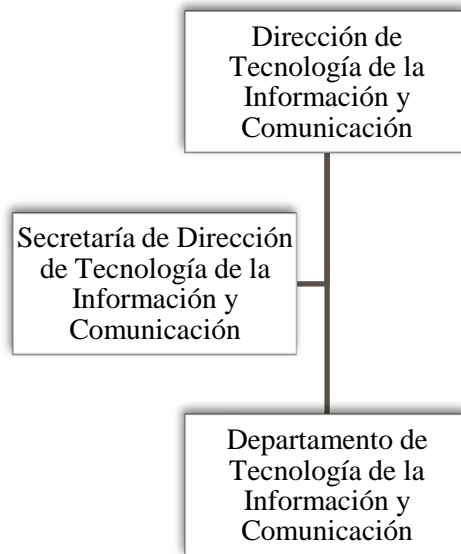 Dirección de
Tecnología de la
Información y
Comunicación
Secretaría de Dirección
de Tecnología de la
Información y
Comunicación
Departamento de
Tecnología de la
Información y
Comunicación